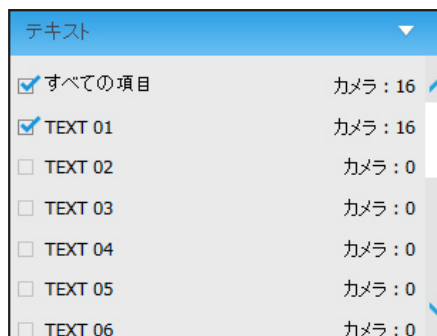 テキスト
すべての項目 カメラ：16
TEXT 01 カメラ：16
TEXT 02 カメラ：0
TEXT 03 カメラ：0
TEXT 04 カメラ：0
TEXT 05 カメラ：0
TEXT 06 カメラ：0